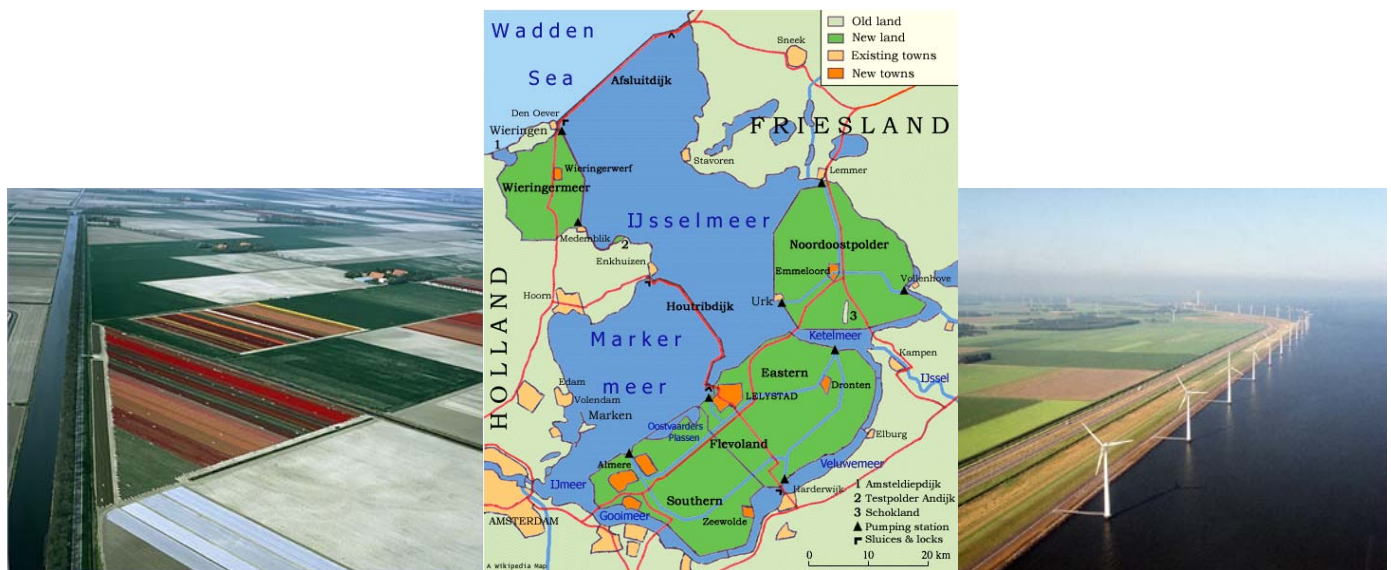 Wadden
Sea
Afsluitdijk
Sneek
Old land
New land
Existing towns
New towns
Den Oever
Wieringen
1
FRIESLAND
Stavoren
Lemmer
Wieringerwerf
Wieringermeer
IJsselmeer
Medemblik
2
Enkhuizen
Noordoostpolder
Emmeloord
Vollenhove
Hoorn
HOLLAND
Houtribdijk
Urk
3
Marker
meer
Ketelmeer
Kampen
IJssel
Eastern
Dronten
Edam
Volendam
Marken
LELYSTAD
Oostvaarders
Plassen
Flevoland
Elburg
Almere
Veluwemeer
IJmeer
Harderwijk
Southern
AMSTERDAM
Gooimeer
Zeewolde
1 Amsteldiepdijk
2 Testpolder Andijk
3 Schokland
Pumping station
Sluices & locks
0 10 20 km
A Wikipedia Map